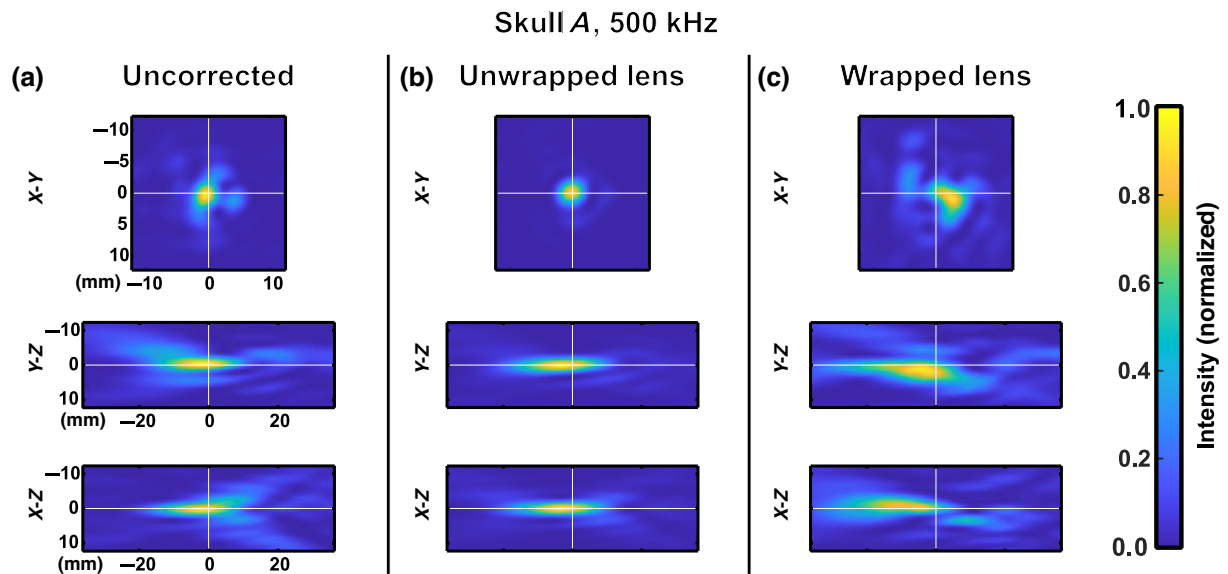 Skull A, 500 kHz
(a) Uncorrected
(b) Unwrapped lens
(c) Wrapped lens
X-Y
−10
−5
0
5
10
(mm) −10 0 10
X-Y
X-Y
Y-Z
−10
0
10
(mm) −20 0 20
Y-Z
Y-Z
X-Z
−10
0
10
(mm) −20 0 20
X-Z
X-Z
1.0
0.8
0.6
0.4
0.2
0.0
Intensity (normalized)